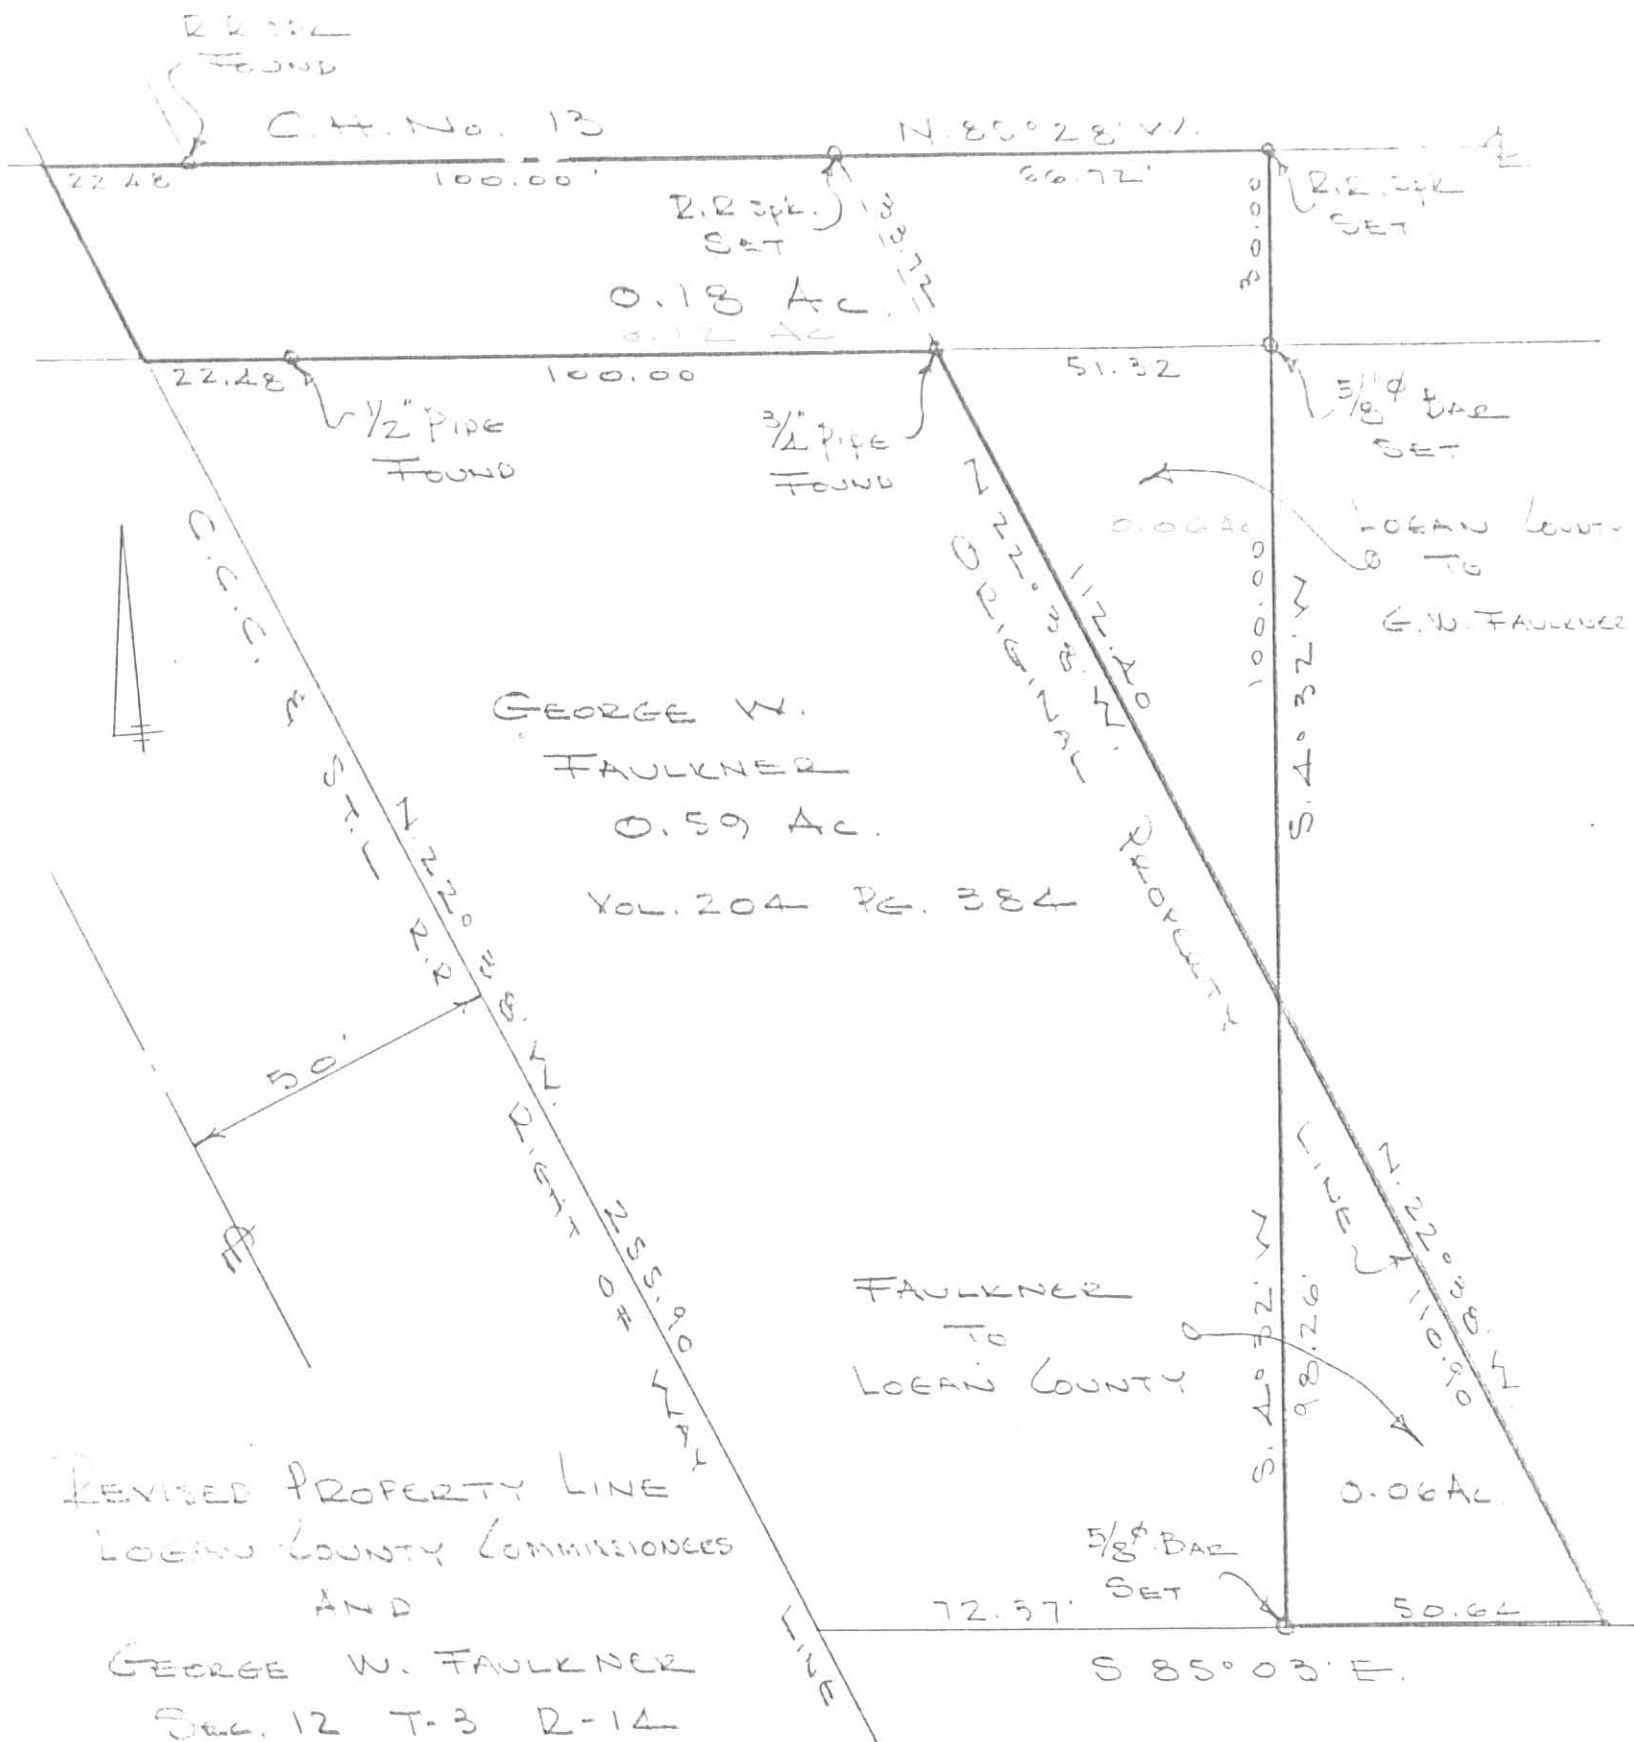 R.R. Spk.
Found
C.H. No. 13
N. 85° 28' W.
22.48
100.00'
66.72'
R.R. Spk.
Set
R.R. Spk.
Set
33.72
30.00
0.18 Ac.
0.12 Ac
22.48
100.00
51.32
1/2" Pipe
Found
3/4" Pipe
Found
5/8" ϕ Bar
Set
0.06 Ac
Logan County
To
G.W. Faulkner
C.C.C. & St. L R.R.
N. 22° 38' W.
Right of Way
Line
255.90
N 22° 38' W.
112.40
Original Property Line
100.00
S. 4° 32' W
George W.
Faulkner
0.59 Ac.
Vol. 204 Pg. 384
50'
N. 22° 38' W
110.90
S. 4° 32' W
98.26'
Faulkner
To
Logan County
0.06 Ac.
5/8" ϕ Bar
Set
72.57'
50.64
S 85° 03' E.
Revised Property Line
Logan County Commissioners
And
George W. Faulkner
Sec. 12 T-3 R-14